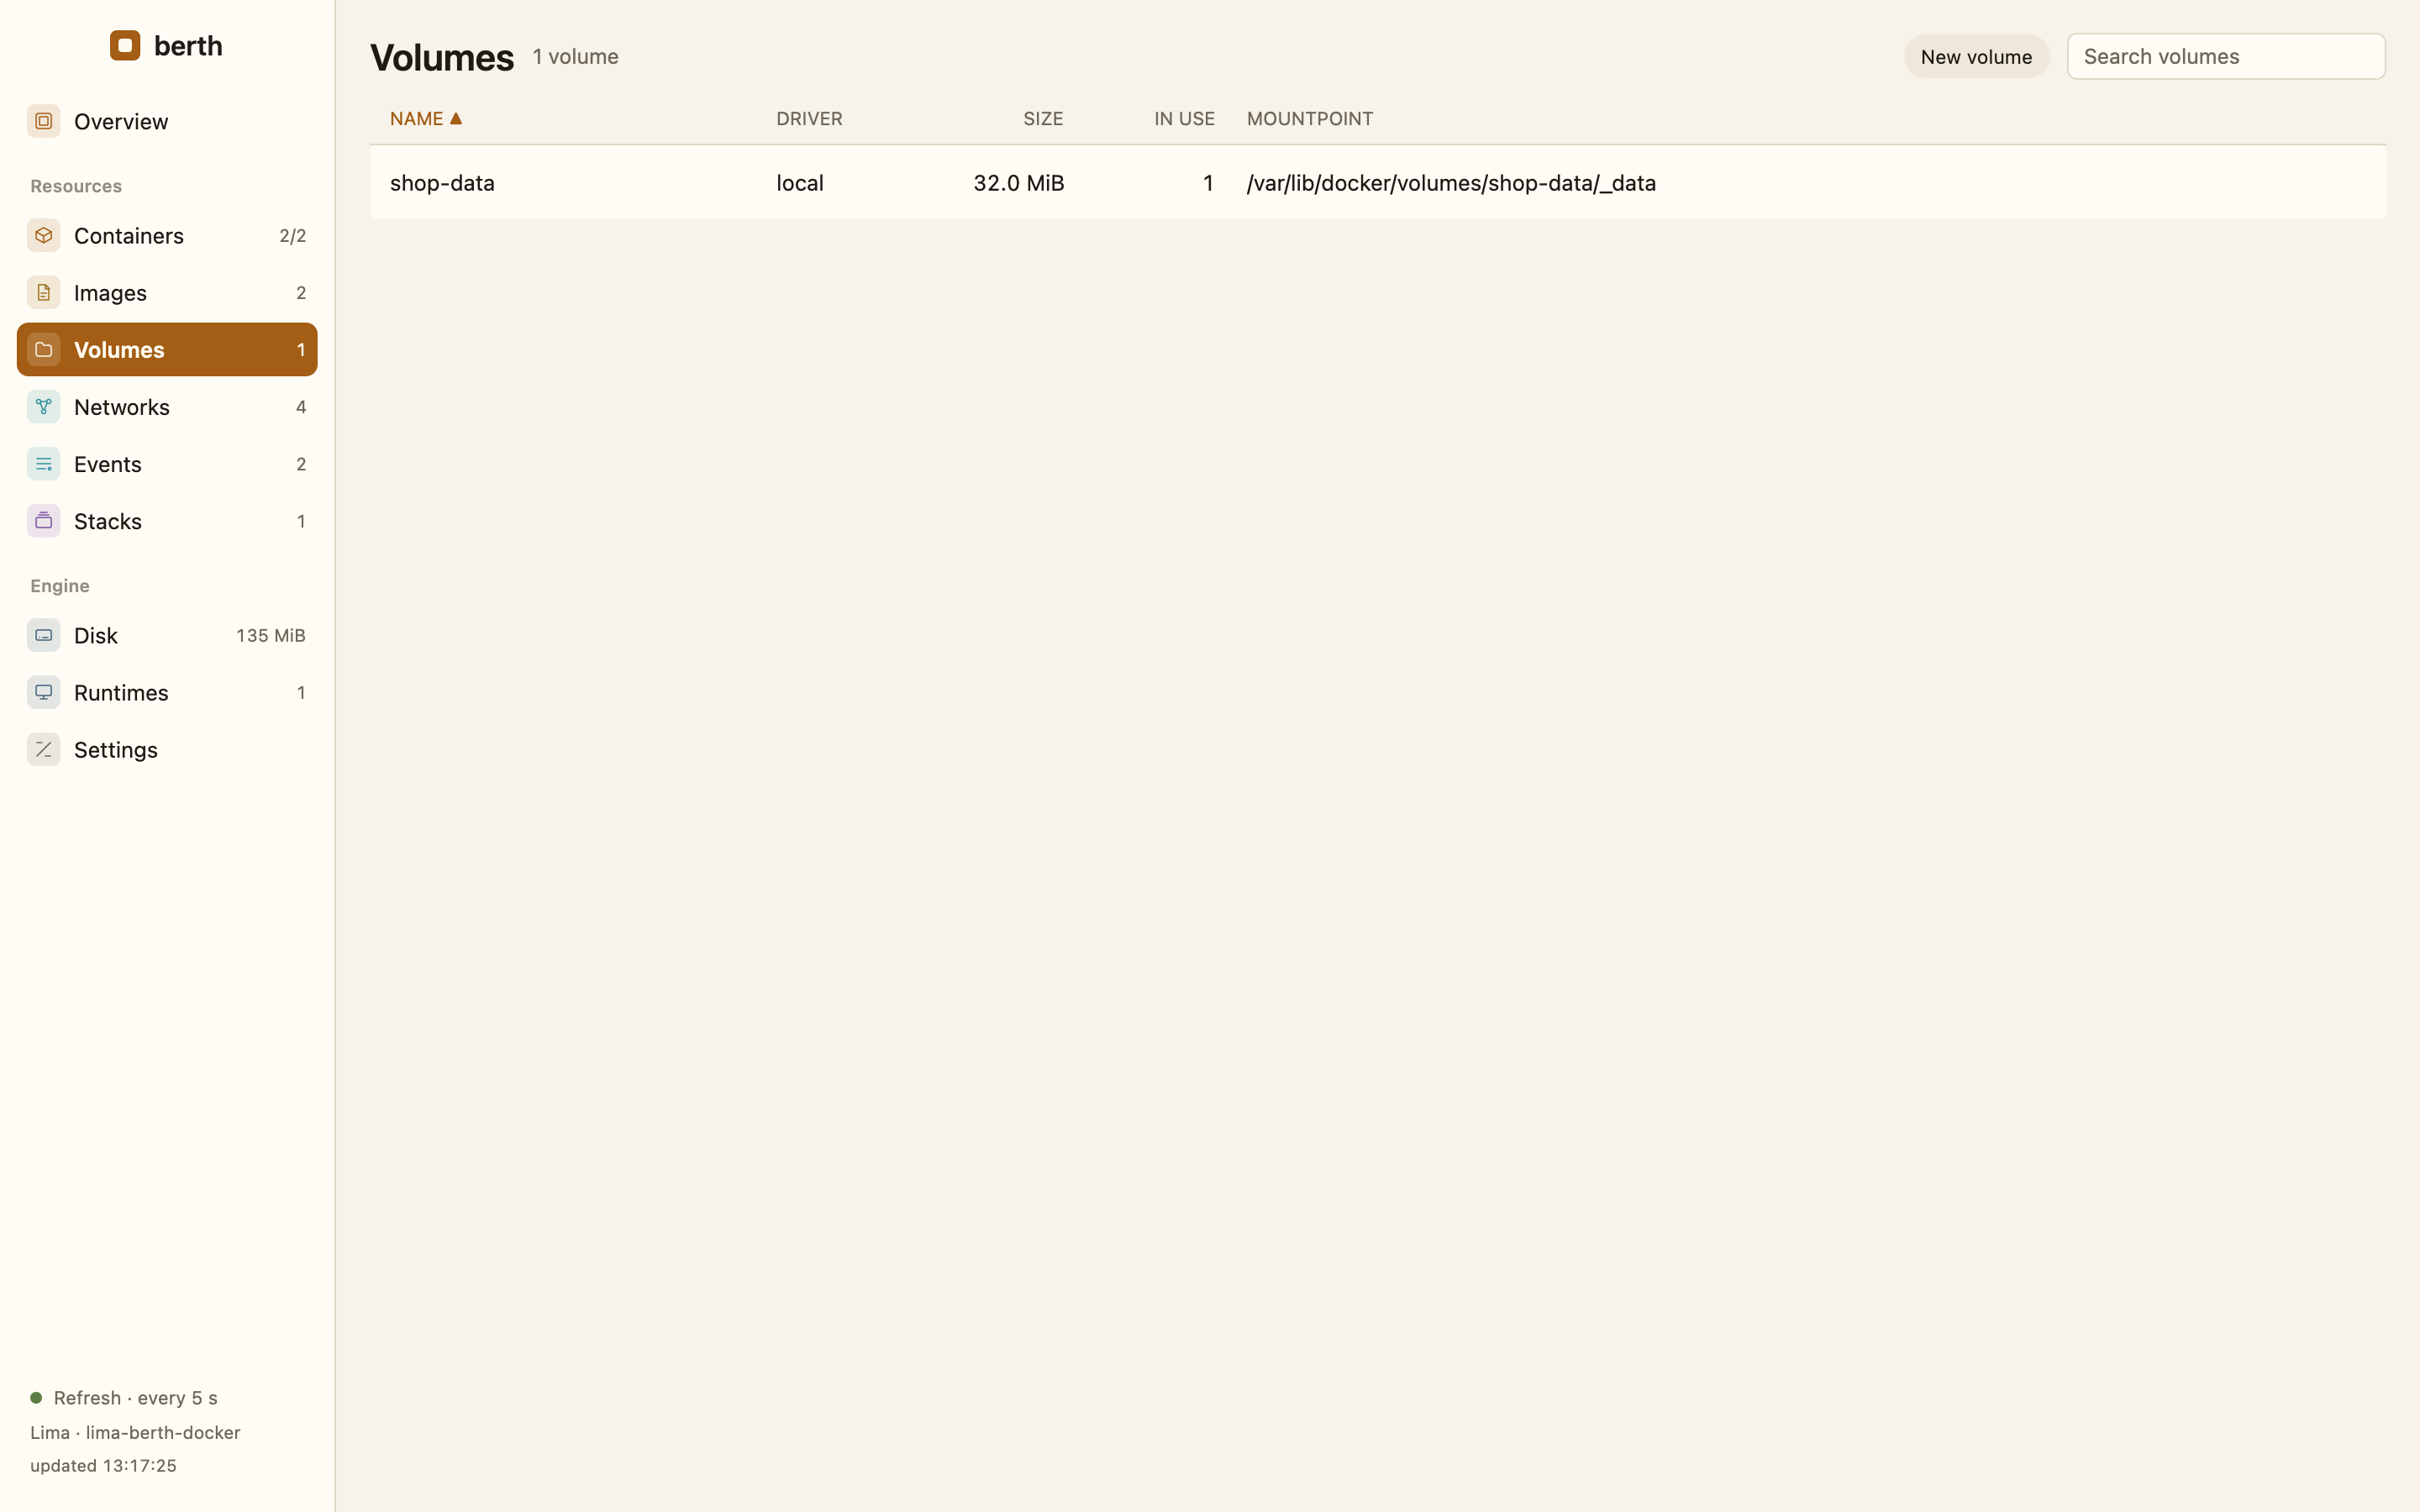 berth
Overview
Resources
Containers 2/2
Images 2
Volumes 1
Networks 4
Events 2
Stacks 1
Engine
Disk 135 MiB
Runtimes 1
Settings
Refresh · every 5 s
Lima · lima-berth-docker
updated 13:17:25
Volumes 1 volume New volume Search volumes
NAME ▲ DRIVER SIZE IN USE MOUNTPOINT
shop-data local 32.0 MiB 1 /var/lib/docker/volumes/shop-data/_data